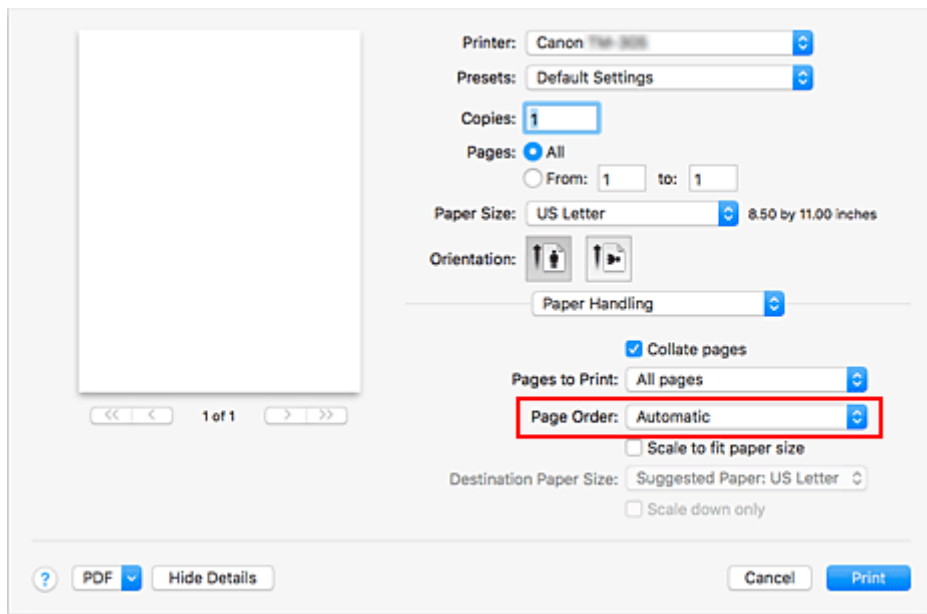 Printer: Canon
Presets: Default Settings
Copies: 1
Pages: All
From: 1 to: 1
Paper Size: US Letter 8.50 by 11.00 inches
Orientation:
Paper Handling
Collate pages
Pages to Print: All pages
1 of 1
Page Order: Automatic
Scale to fit paper size
Destination Paper Size: Suggested Paper: US Letter
Scale down only
? PDF Hide Details Cancel Print